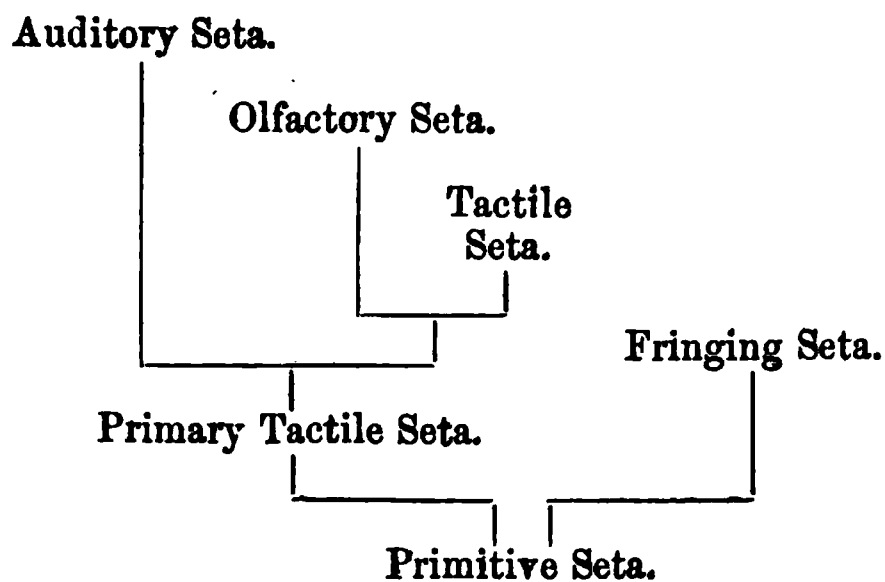 Auditory Seta.
Olfactory Seta.
Tactile
Seta.
Fringing Seta.
Primary Tactile Seta.
Primitive Seta.